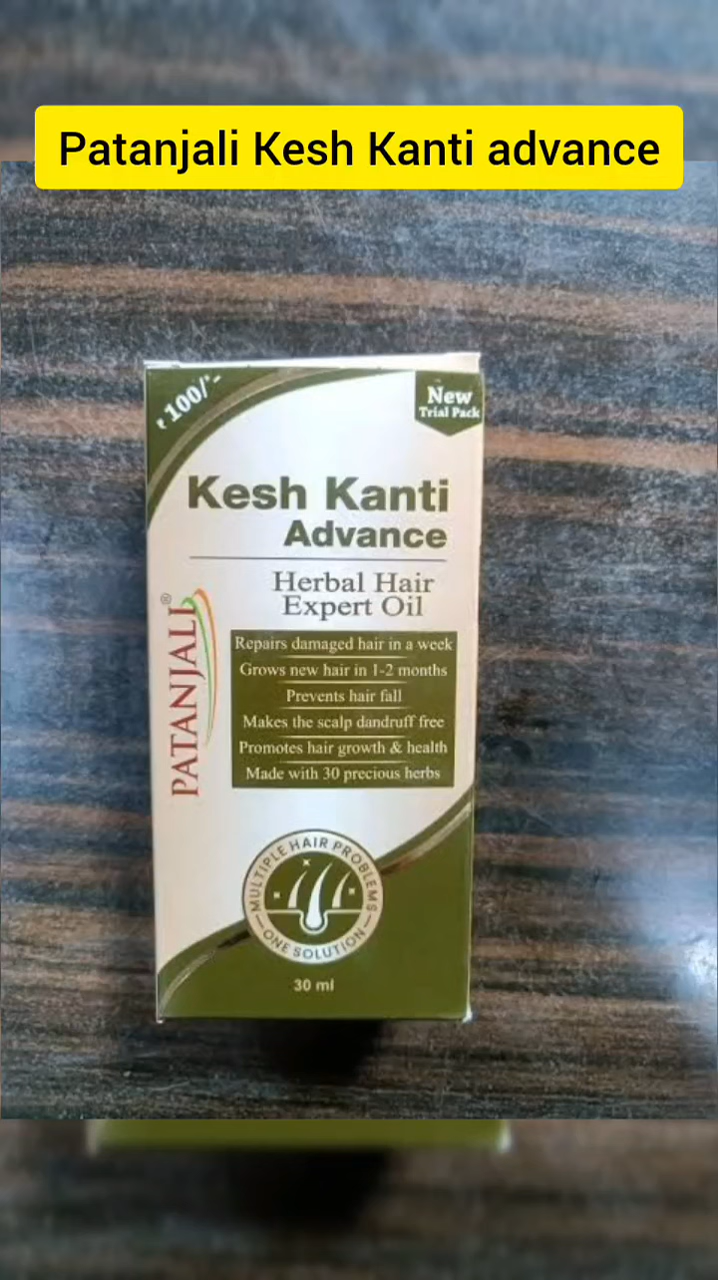 Patanjali Kesh Kanti advance
₹100/-
New
Trial Pack
Kesh Kanti
Advance
Herbal Hair
Expert Oil
PATANJALI®
Repairs damaged hair in a week
Grows new hair in 1-2 months
Prevents hair fall
Makes the scalp dandruff free
Promotes hair growth & health
Made with 30 precious herbs
MULTIPLE HAIR PROBLEMS
ONE SOLUTION
30 ml